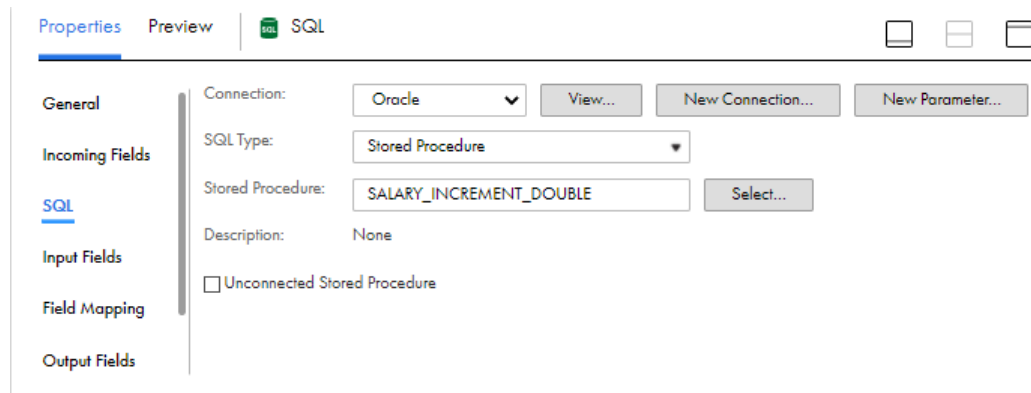 Properties Preview SQL SQL
General
Incoming Fields
SQL
Input Fields
Field Mapping
Output Fields
Connection: Oracle View... New Connection... New Parameter...
SQL Type: Stored Procedure
Stored Procedure: SALARY_INCREMENT_DOUBLE Select...
Description: None
Unconnected Stored Procedure